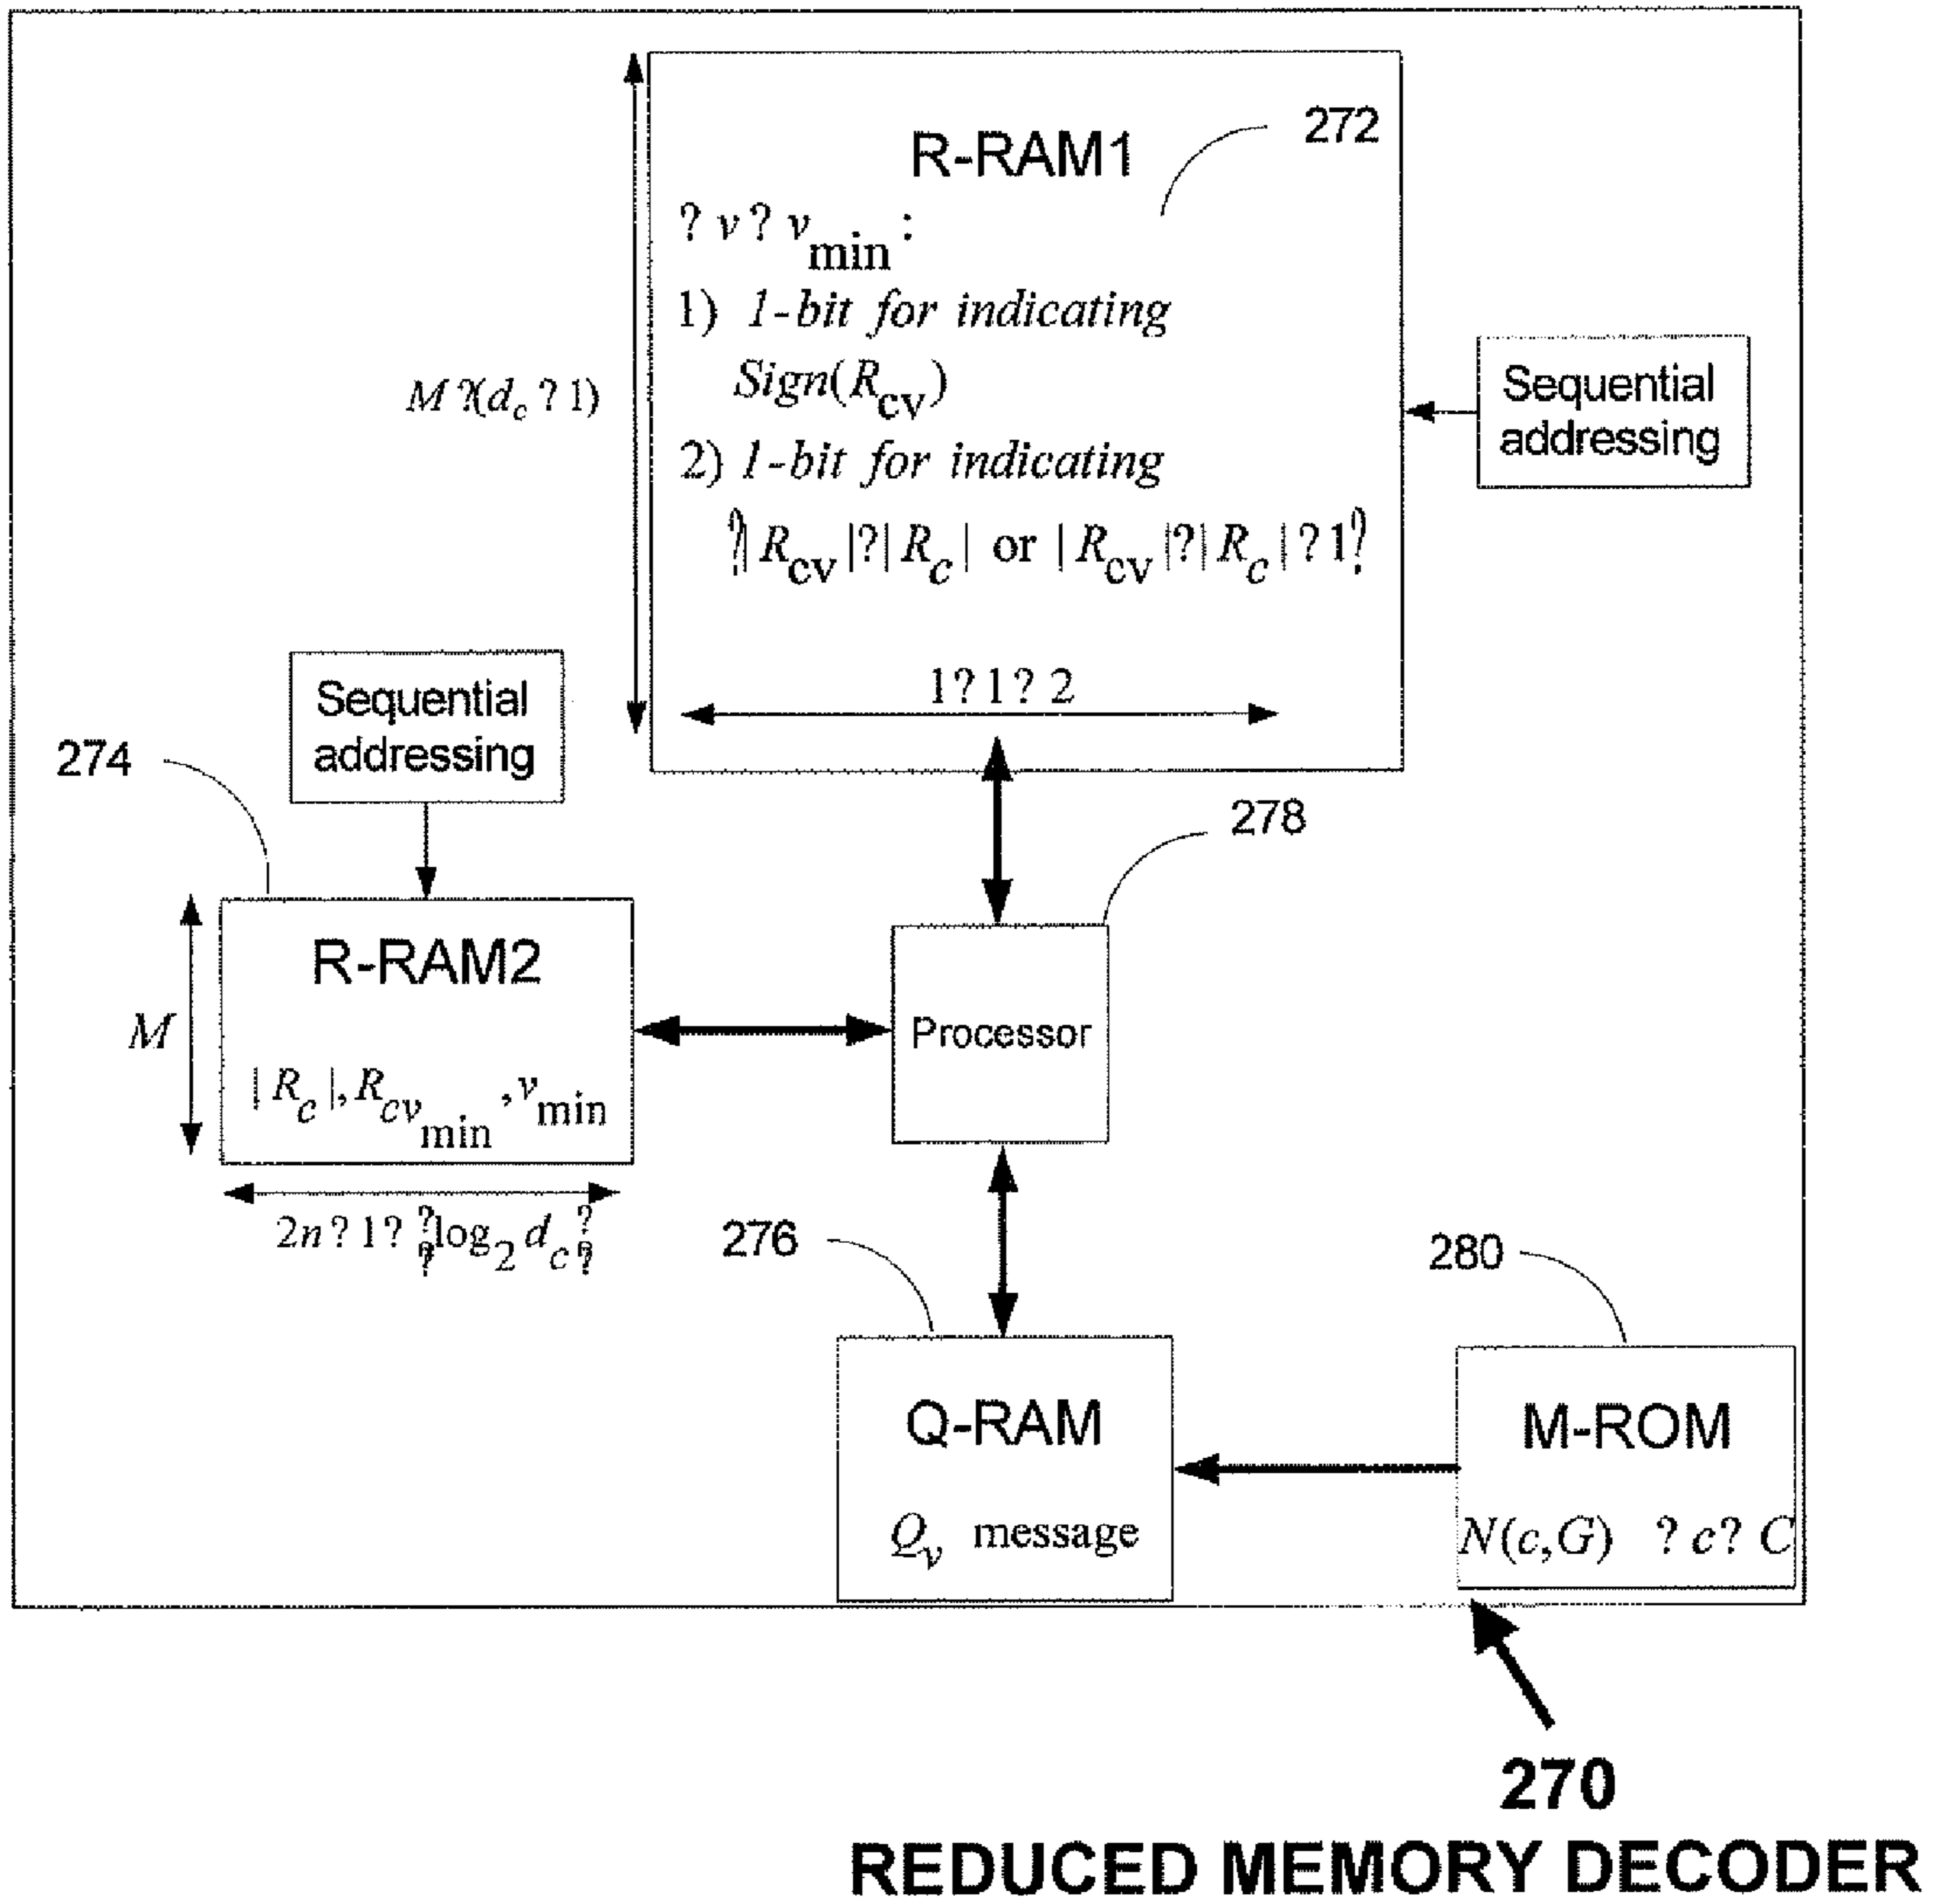 R-RAM1
272
? v ? vmin :
1) 1-bit for indicating
Sign(Rcv)
2) 1-bit for indicating
?| Rcv |?| Rc | or | Rcv |?| Rc | ? 1?
M ?(dc ? 1)
1 ? 1 ? 2
Sequential
addressing
Sequential
addressing
274
278
R-RAM2
M
| Rc |, Rcvmin , vmin
2n ? 1 ? ?log2 dc ?
? ?
Processor
276
280
Q-RAM
Qv message
M-ROM
N(c,G) ? c ? C
270
REDUCED MEMORY DECODER